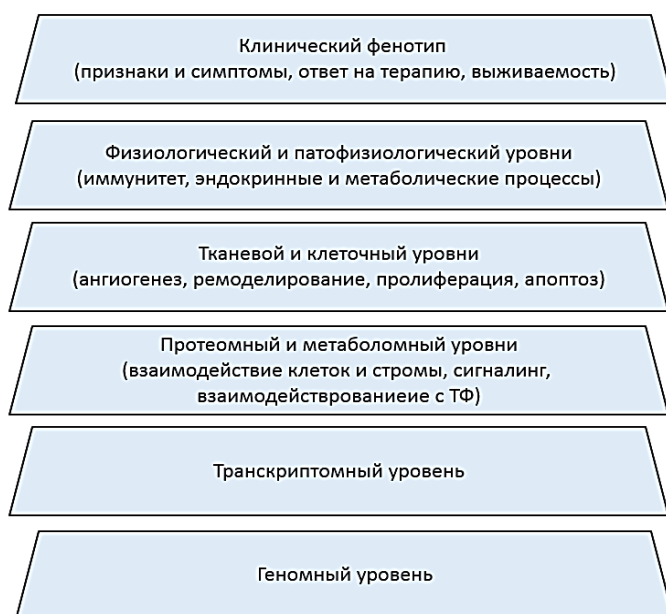 Клинический фенотип
(признаки и симптомы, ответ на терапию, выживаемость)
Физиологический и патофизиологический уровни
(иммунитет, эндокринные и метаболические процессы)
Тканевой и клеточный уровни
(ангиогенез, ремоделирование, пролиферация, апоптоз)
Протеомный и метаболомный уровни
(взаимодействие клеток и стромы, сигналинг,
взаимодействрованиеие с ТФ)
Транскриптомный уровень
Геномный уровень